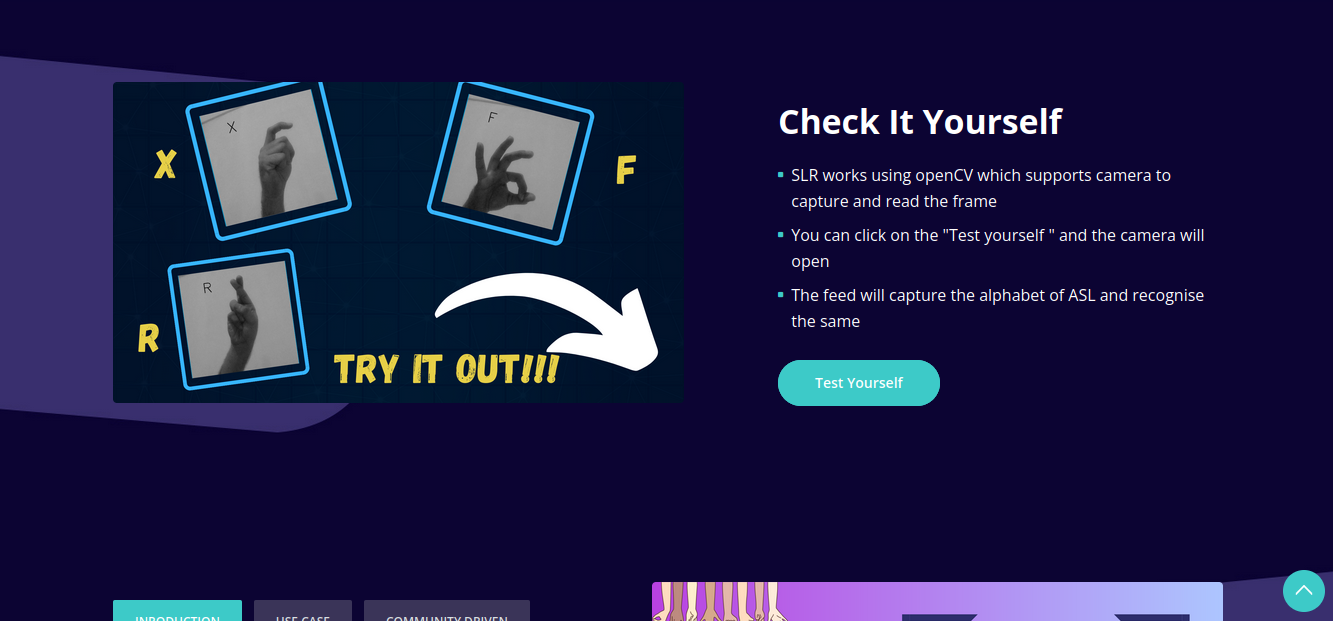 X
X
F
F
R
R
TRY IT OUT!!!
Check It Yourself
SLR works using openCV which supports camera to
capture and read the frame
You can click on the "Test yourself " and the camera will
open
The feed will capture the alphabet of ASL and recognise
the same
Test Yourself
INRODUCTION
USE CASE
COMMUNITY DRIVEN